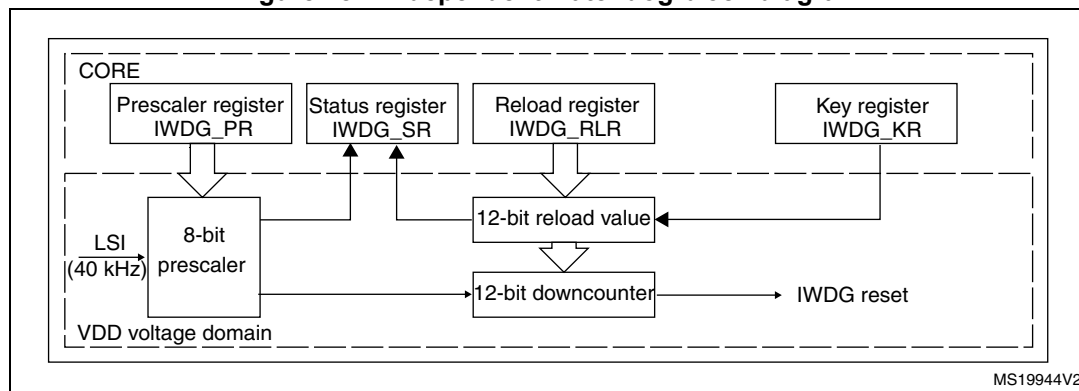 CORE
Prescaler register
IWDG_PR
Status register
IWDG_SR
Reload register
IWDG_RLR
Key register
IWDG_KR
LSI
(40 kHz)
8-bit
prescaler
12-bit reload value
12-bit downcounter
IWDG reset
VDD voltage domain
MS19944V2